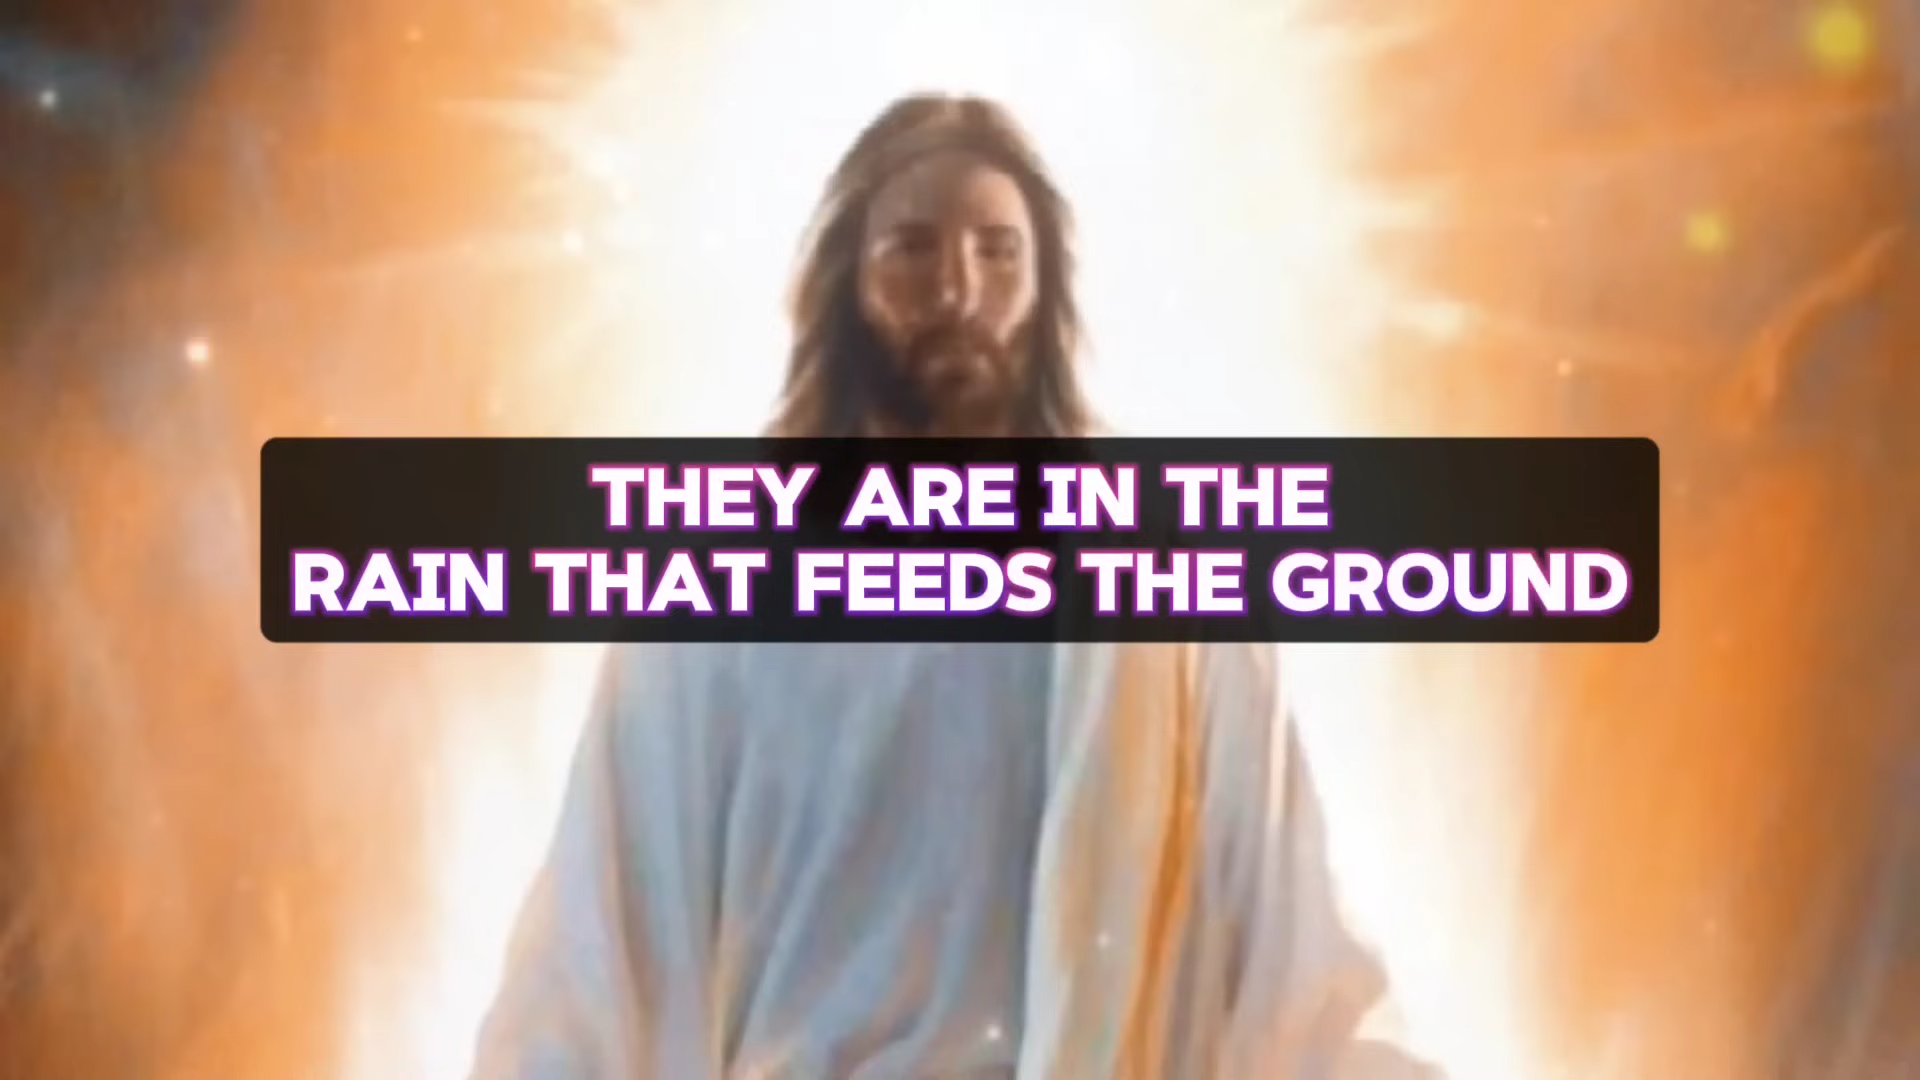 THEY ARE IN THE
RAIN THAT FEEDS THE GROUND